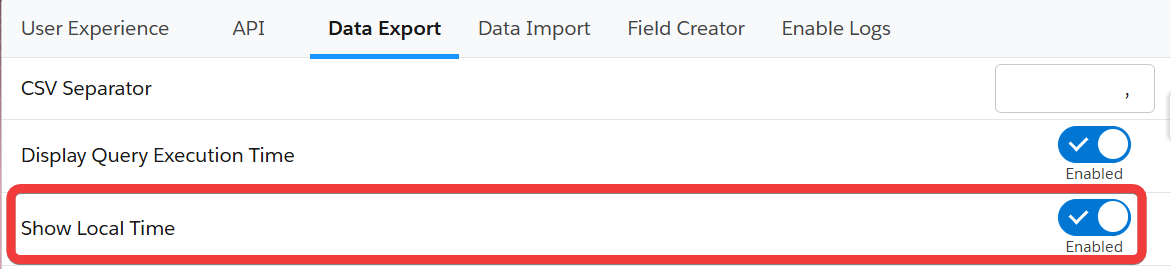 User Experience API Data Export Data Import Field Creator Enable Logs
CSV Separator ,
Display Query Execution Time
Enabled
Show Local Time
Enabled